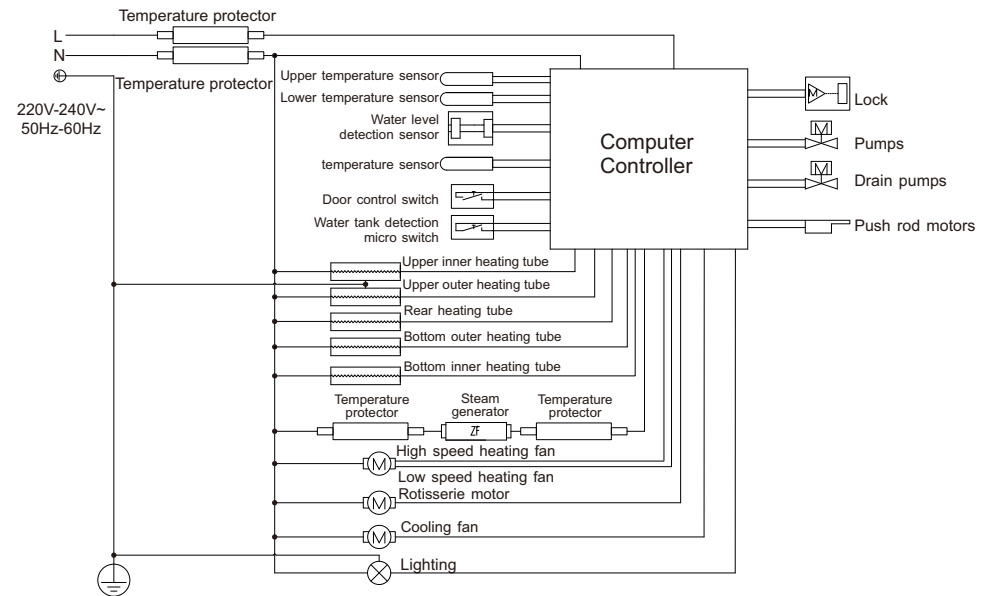 Temperature protector
L
N
Temperature protector
220V-240V~
50Hz-60Hz
Upper temperature sensor
Lower temperature sensor
Water level
detection sensor
temperature sensor
Door control switch
Water tank detection
micro switch
Computer
Controller
Lock
M
Pumps
M
Drain pumps
M
Push rod motors
Upper inner heating tube
Upper outer heating tube
Rear heating tube
Bottom outer heating tube
Bottom inner heating tube
Temperature
protector
Steam
generator
Temperature
protector
ZF
High speed heating fan
M
Low speed heating fan
Rotisserie motor
M
Cooling fan
M
Lighting